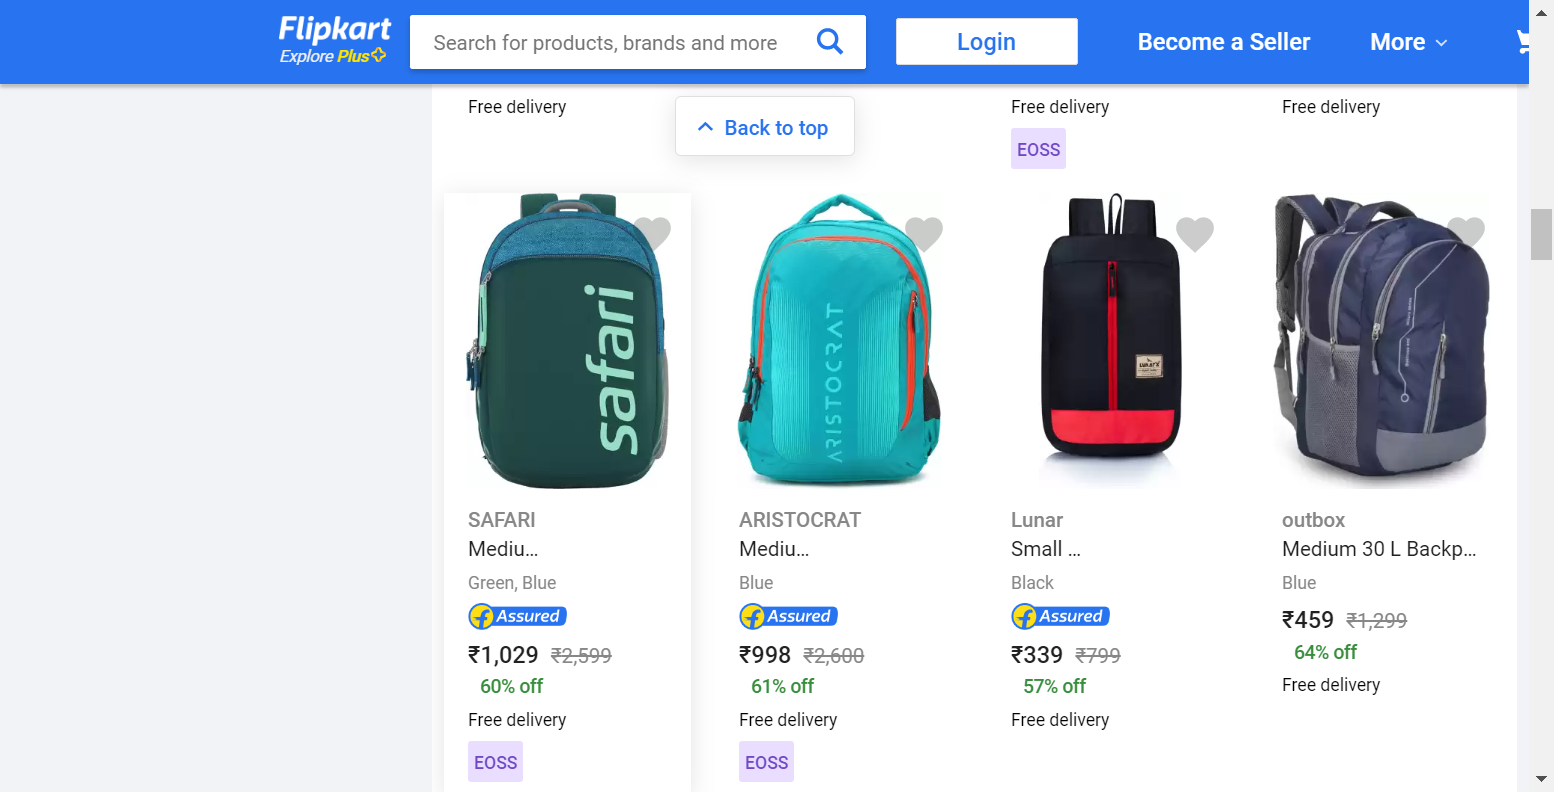 Flipkart
Explore Plus
Search for products, brands and more
Login
Become a Seller
More
Free delivery
Back to top
Free delivery
EOSS
Free delivery
safari
ARISTOCRAT
SAFARI
Mediu...
Green, Blue
Assured
₹1,029 ₹2,599
60% off
Free delivery
EOSS
ARISTOCRAT
Mediu...
Blue
Assured
₹998 ₹2,600
61% off
Free delivery
EOSS
Lunar
Small ...
Black
Assured
₹339 ₹799
57% off
Free delivery
outbox
Medium 30 L Backp...
Blue
₹459 ₹1,299
64% off
Free delivery